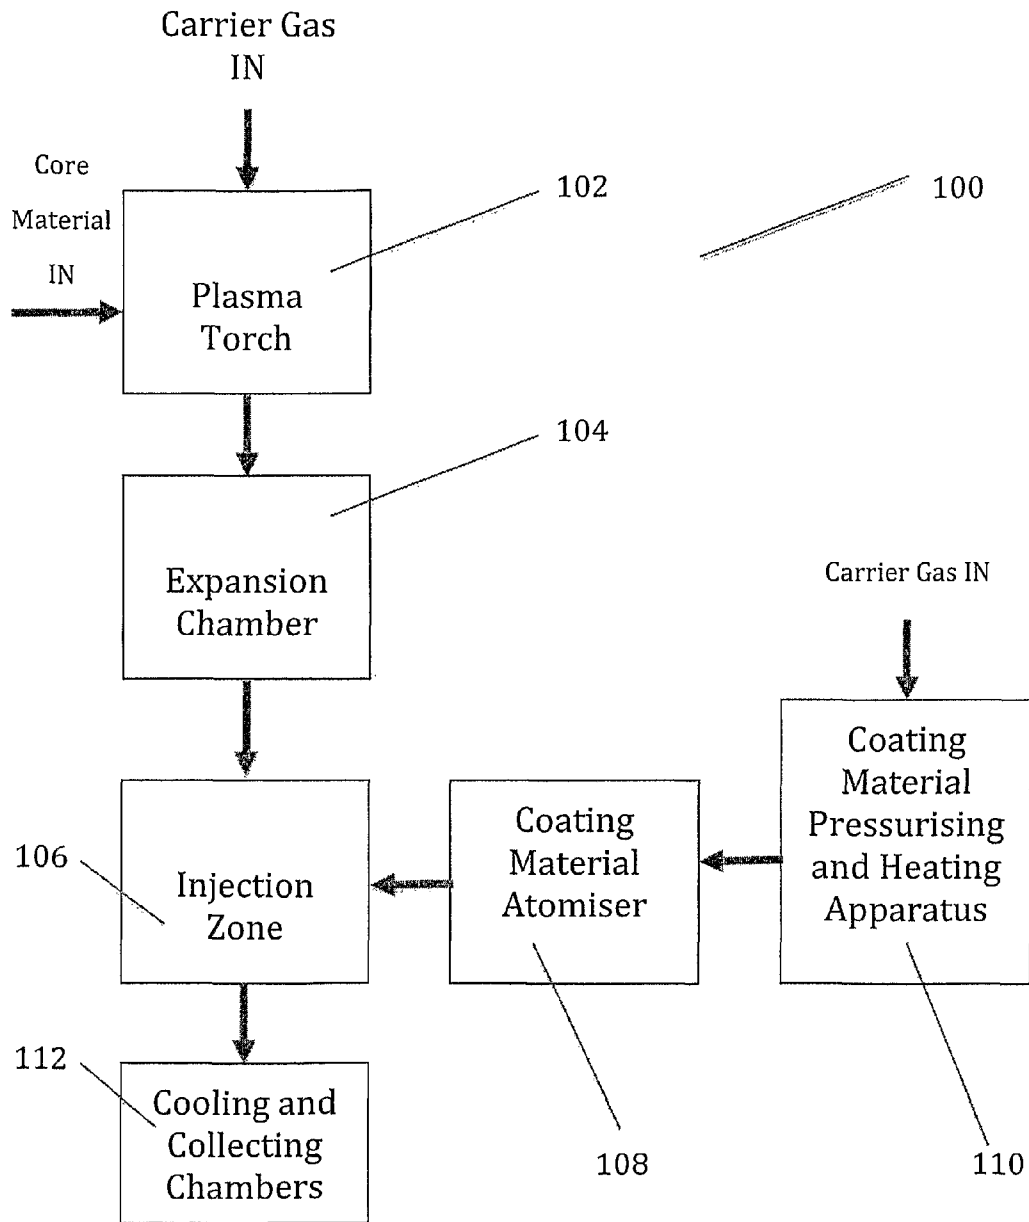 Carrier Gas
IN
Core
Material
IN
102
100
Plasma
Torch
104
Expansion
Chamber
Carrier Gas IN
Coating
Material
Pressurising
and Heating
Apparatus
Coating
Material
Atomiser
106
Injection
Zone
112
Cooling and
Collecting
Chambers
108
110